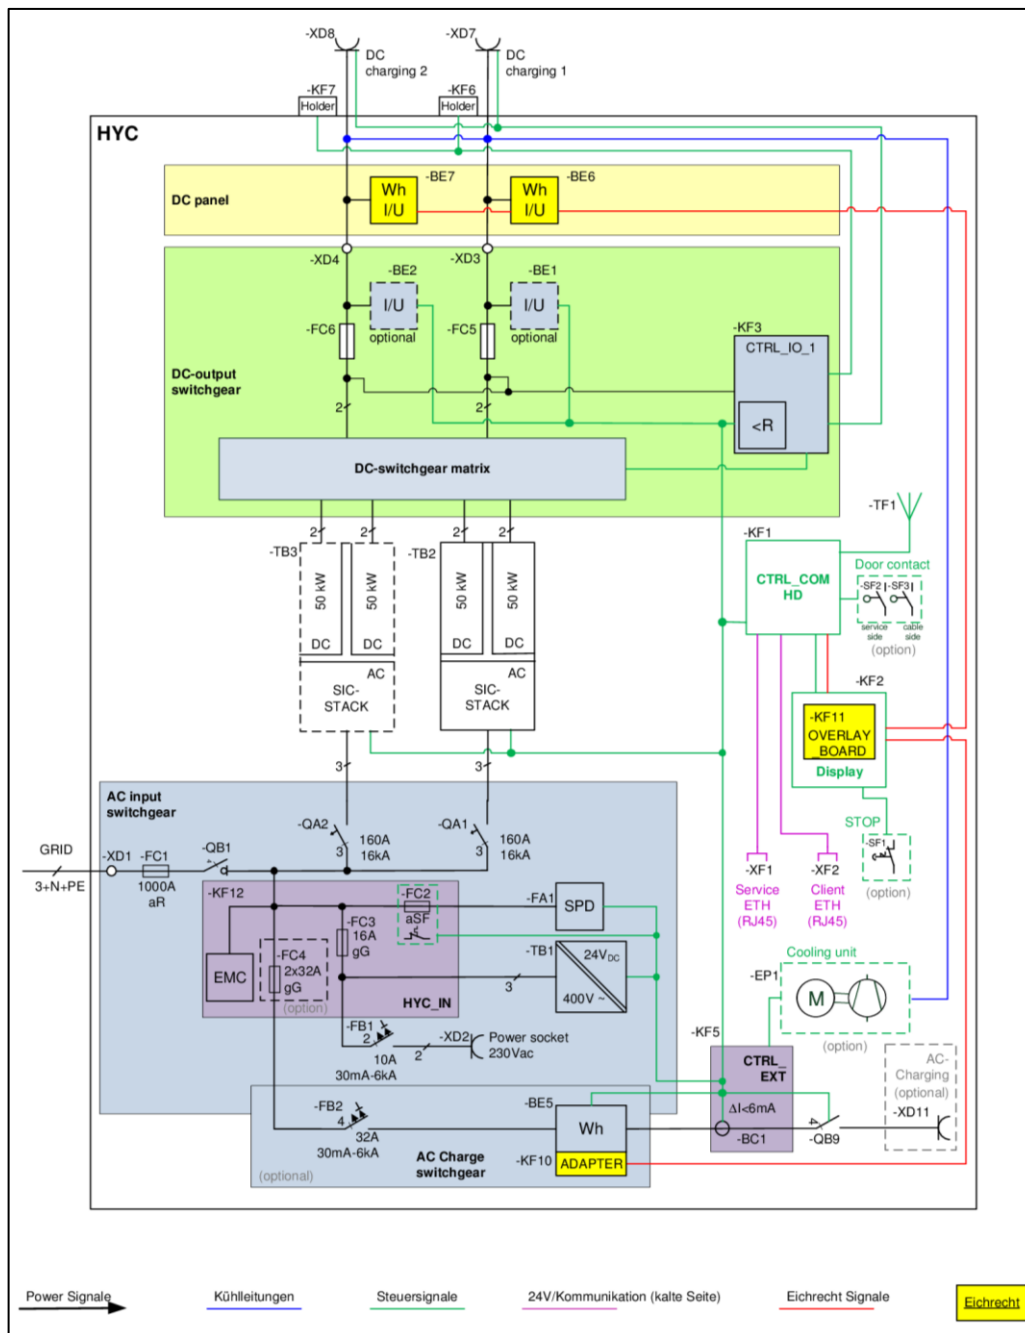 -XD8
DC
charging 2
-XD7
DC
charging 1
-KF7
Holder
-KF6
Holder
HYC
DC panel
Wh
I/U
-BE7
Wh
I/U
-BE6
-XD4
-XD3
-BE2
I/U
optional
-BE1
I/U
optional
-FC6
-FC5
DC-output
switchgear
2
2
-KF3
CTRL_IO_1
<R
DC-switchgear matrix
2
2
2
2
-TB3
50 kW
50 kW
DC
DC
AC
SIC-
STACK
-TB2
50 kW
50 kW
DC
DC
AC
SIC-
STACK
-TF1
-KF1
CTRL_COM
HD
Door contact
-SF2
-SF3
service
side
cable
side
(option)
-KF2
-KF11
OVERLAY
_BOARD
Display
STOP
-SF1
(option)
3
3
AC input
switchgear
-QA2
3
160A
16kA
-QA1
3
160A
16kA
-XF1
Service
ETH
(RJ45)
-XF2
Client
ETH
(RJ45)
GRID
3+N+PE
-XD1
-FC1
1000A
aR
-QB1
-KF12
EMC
-FC4
2x32A
gG
(option)
-FC3
16A
gG
-FC2
aSF
HYC_IN
-FA1
SPD
-TB1
24VDC
400V ~
3
-FB1
2
10A
30mA-6kA
2
-XD2
Power socket
230Vac
Cooling unit
-EP1
M
(option)
-KF5
CTRL_
EXT
ΔI<6mA
-BC1
4
-QB9
AC-
Charging
(optional)
-XD11
-FB2
4
32A
30mA-6kA
-BE5
Wh
-KF10
ADAPTER
AC Charge
switchgear
(optional)
Power Signale
Kühlleitungen
Steuersignale
24V/Kommunikation (kalte Seite)
Eichrecht Signale
Eichrecht